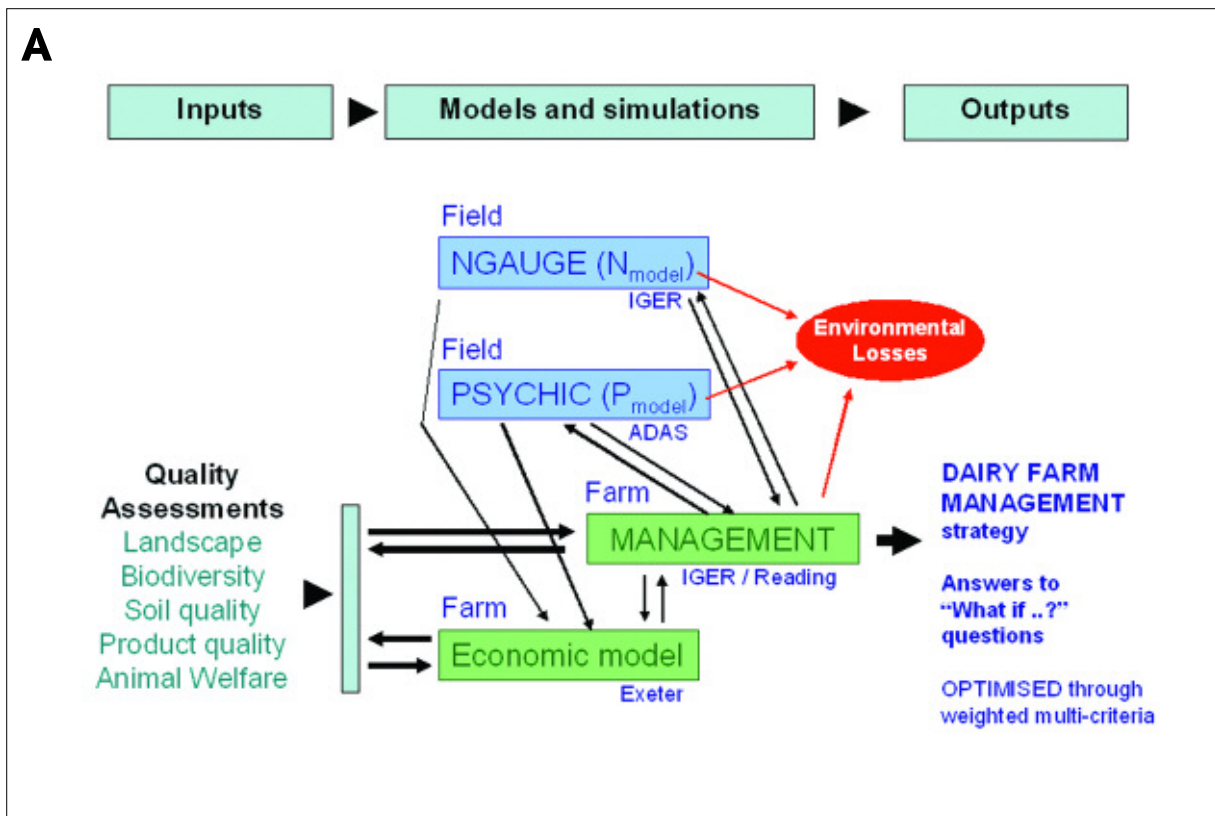 A
Inputs
Models and simulations
Outputs
Field
NGAUGE (Nmodel)
IGER
Environmental
Losses
Field
PSYCHIC (Pmodel)
ADAS
Quality
Assessments
Landscape
Biodiversity
Soil quality
Product quality
Animal Welfare
Farm
MANAGEMENT
IGER / Reading
Farm
Economic model
Exeter
DAIRY FARM
MANAGEMENT
strategy
Answers to
“What if ..?”
questions
OPTIMISED through
weighted multi-criteria